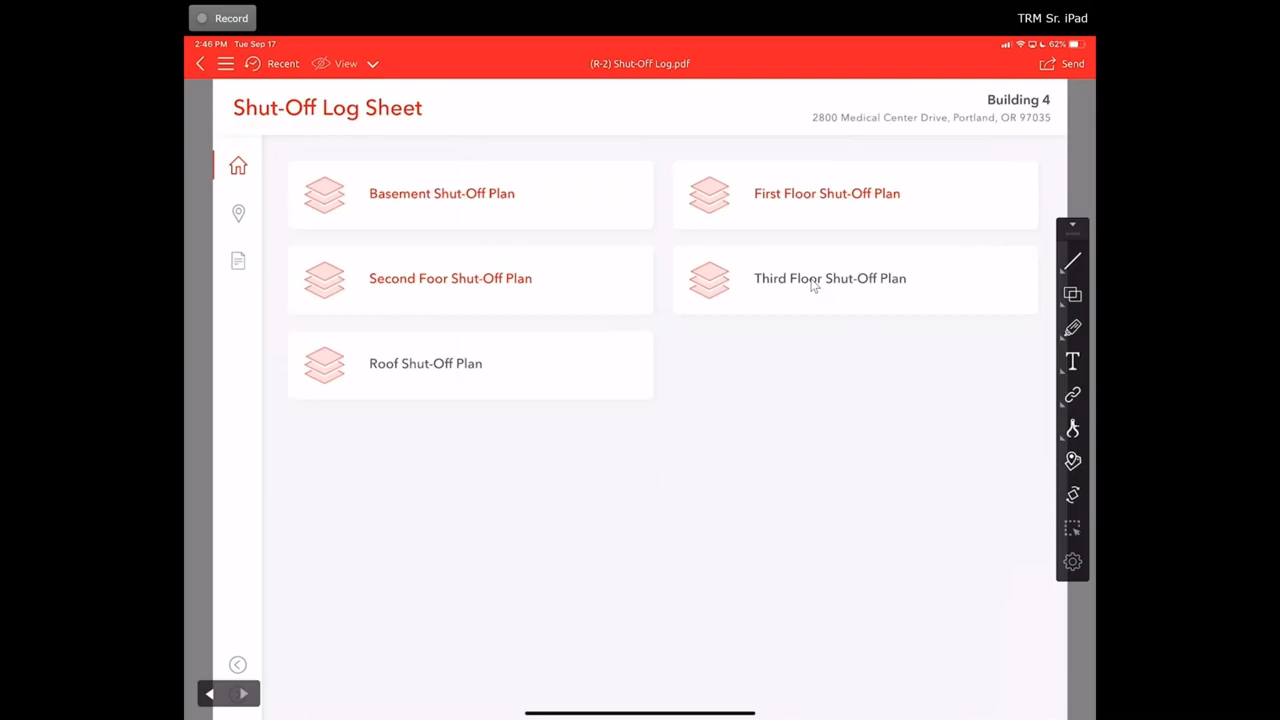 Record
TRM Sr. iPad
2:46 PM Tue Sep 17
62%
Recent
View
(R-2) Shut-Off Log.pdf
Send
Shut-Off Log Sheet
Building 4
2800 Medical Center Drive, Portland, OR 97035
Basement Shut-Off Plan
First Floor Shut-Off Plan
Second Foor Shut-Off Plan
Third Floor Shut-Off Plan
Roof Shut-Off Plan
T